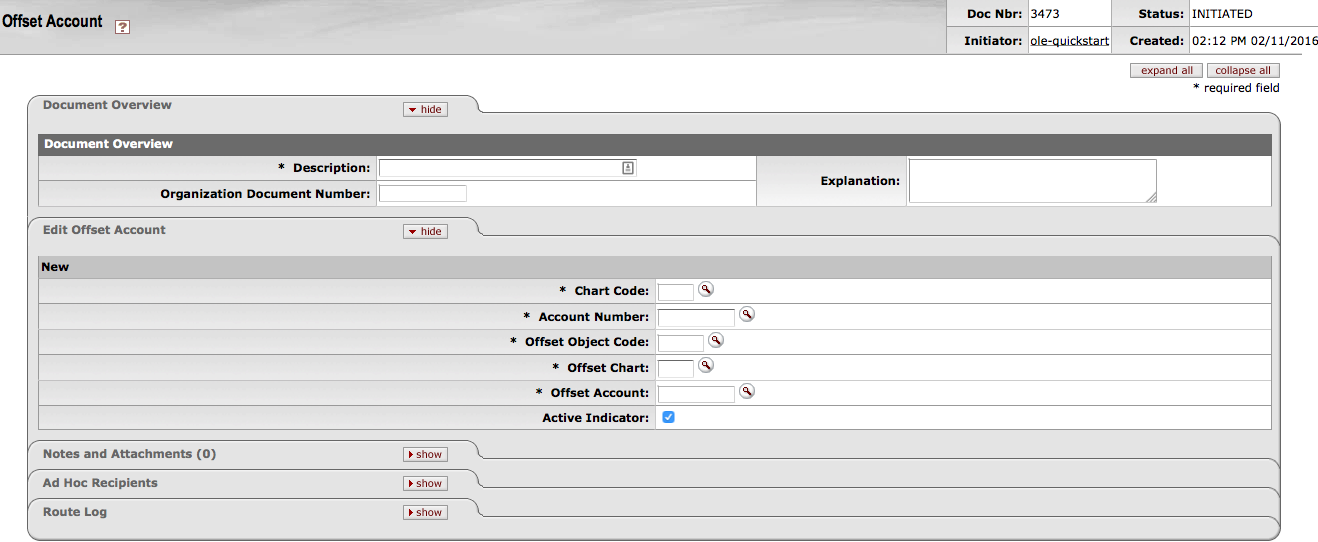 Offset Account ?
Doc Nbr: 3473 Status: INITIATED
Initiator: ole-quickstart Created: 02:12 PM 02/11/2016
expand all collapse all
* required field
Document Overview hide
Document Overview
* Description:
Explanation:
Organization Document Number:
Edit Offset Account hide
New
* Chart Code:
* Account Number:
* Offset Object Code:
* Offset Chart:
* Offset Account:
Active Indicator:
Notes and Attachments (0) show
Ad Hoc Recipients show
Route Log show